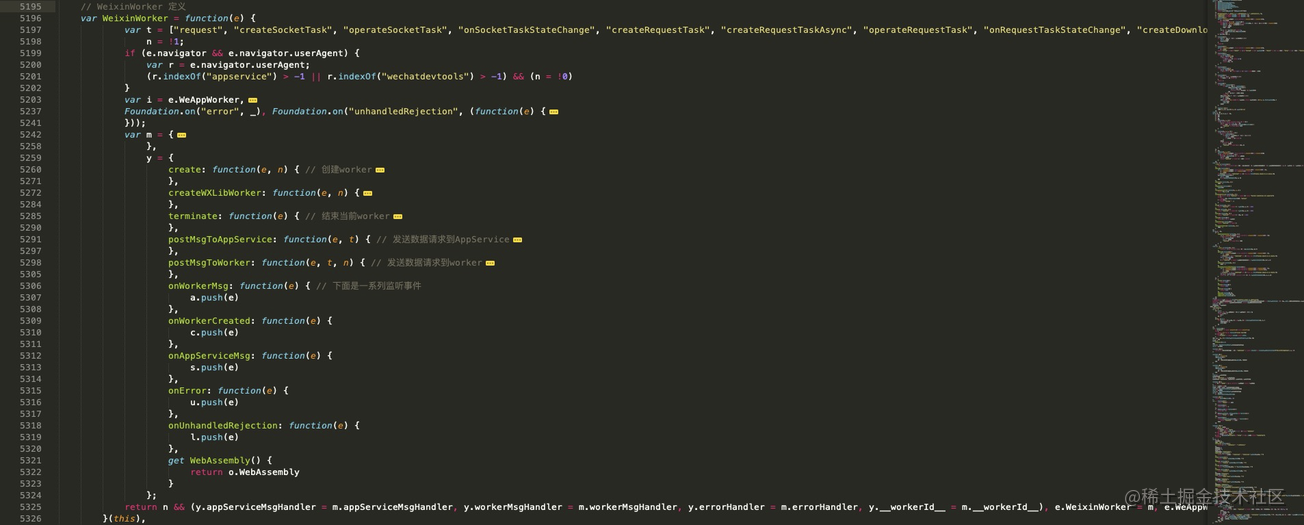 5195 // WeixinWorker 定义
5196 var WeixinWorker = function(e) {
5197 var t = ["request", "createSocketTask", "operateSocketTask", "onSocketTaskStateChange", "createRequestTask", "createRequestTaskAsync", "operateRequestTask", "onRequestTaskStateChange", "createDownlo
5198 n = !1;
5199 if (e.navigator && e.navigator.userAgent) {
5200 var r = e.navigator.userAgent;
5201 (r.indexOf("appservice") > -1 || r.indexOf("wechatdevtools") > -1) && (n = !0)
5202 }
5203 var i = e.WeAppWorker,
5237 Foundation.on("error", _), Foundation.on("unhandledRejection", (function(e) {
5241 }));
5242 var m = {
5258 },
5259 y = {
5260 create: function(e, n) { // 创建worker
5271 },
5272 createWXLibWorker: function(e, n) {
5284 },
5285 terminate: function(e) { // 结束当前worker
5290 },
5291 postMsgToAppService: function(e, t) { // 发送数据请求到AppService
5297 },
5298 postMsgToWorker: function(e, t, n) { // 发送数据请求到worker
5305 },
5306 onWorkerMsg: function(e) { // 下面是一系列监听事件
5307 a.push(e)
5308 },
5309 onWorkerCreated: function(e) {
5310 c.push(e)
5311 },
5312 onAppServiceMsg: function(e) {
5313 s.push(e)
5314 },
5315 onError: function(e) {
5316 u.push(e)
5317 },
5318 onUnhandledRejection: function(e) {
5319 l.push(e)
5320 },
5321 get WebAssembly() {
5322 return o.WebAssembly
5323 }
5324 };
5325 return n && (y.appServiceMsgHandler = m.appServiceMsgHandler, y.workerMsgHandler = m.workerMsgHandler, y.errorHandler = m.errorHandler, y.__workerId__ = m.__workerId__), e.WeixinWorker = m, e.WeAppW
5326 }(this),
@稀土掘金技术社区